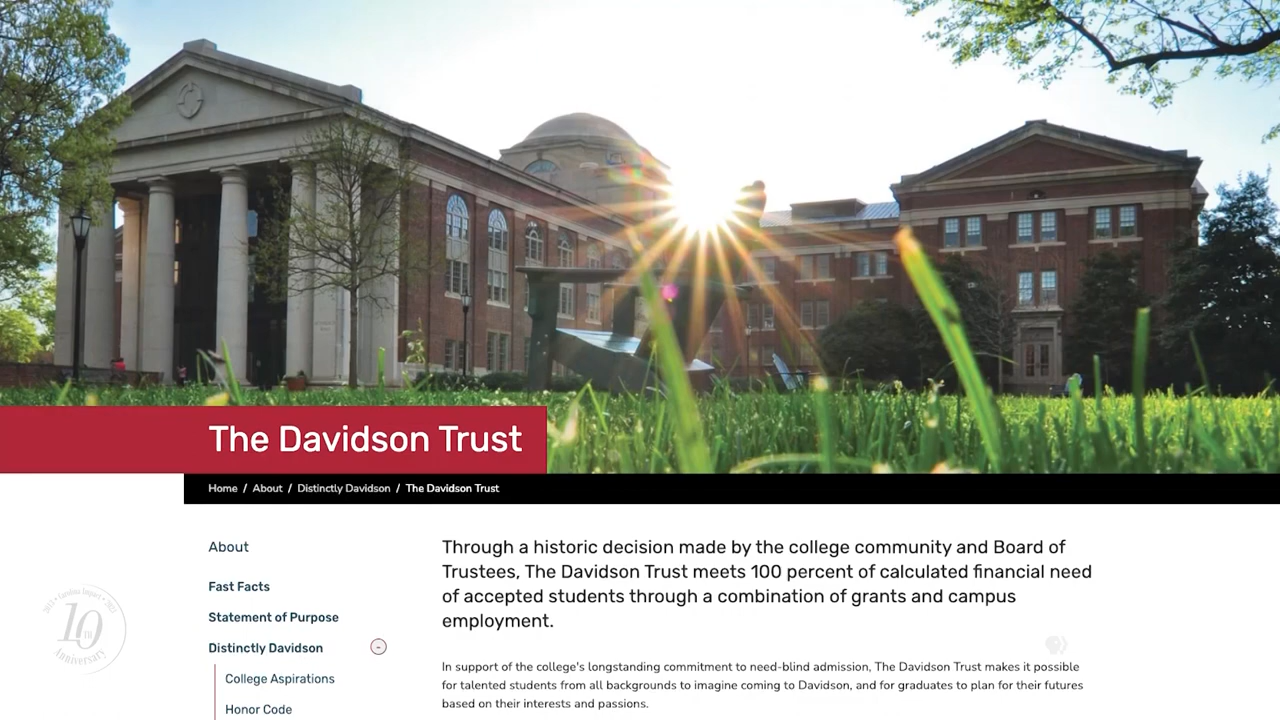 The Davidson Trust
Home / About / Distinctly Davidson / The Davidson Trust
About
Fast Facts
Statement of Purpose
Distinctly Davidson
-
College Aspirations
Honor Code
Through a historic decision made by the college community and Board of
Trustees, The Davidson Trust meets 100 percent of calculated financial need
of accepted students through a combination of grants and campus
employment.
In support of the college's longstanding commitment to need-blind admission, The Davidson Trust makes it possible
for talented students from all backgrounds to imagine coming to Davidson, and for graduates to plan for their futures
based on their interests and passions.
Carolina Impact
10
TH
Anniversary